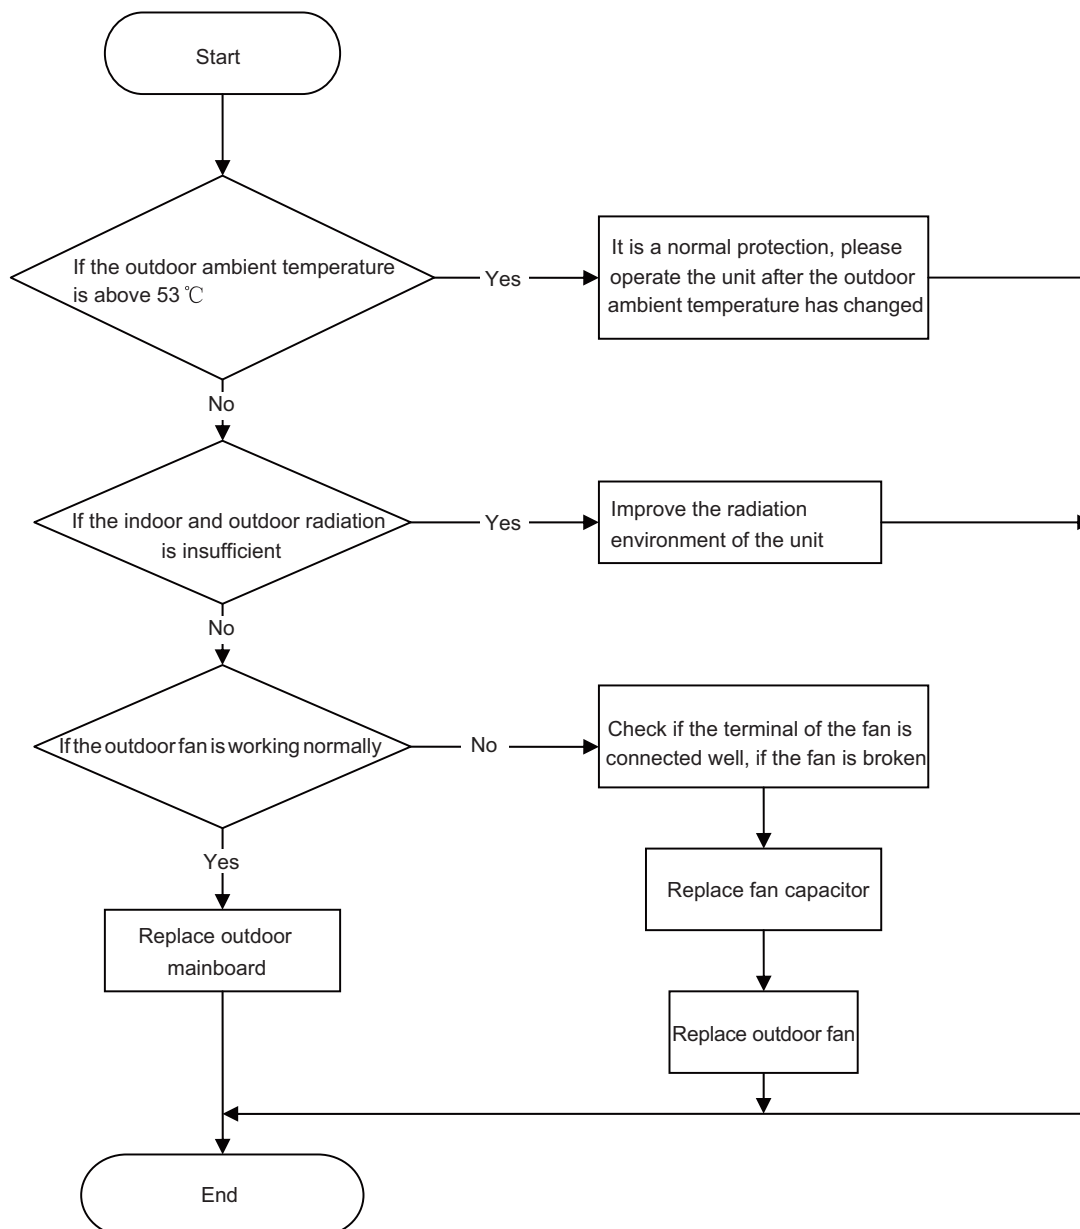 Start
If the outdoor ambient temperature
is above 53 ℃
Yes
It is a normal protection, please
operate the unit after the outdoor
ambient temperature has changed
No
If the indoor and outdoor radiation
is insufficient
Yes
Improve the radiation
environment of the unit
No
If the outdoor fan is working normally
No
Check if the terminal of the fan is
connected well, if the fan is broken
Yes
Replace fan capacitor
Replace outdoor
mainboard
Replace outdoor fan
End